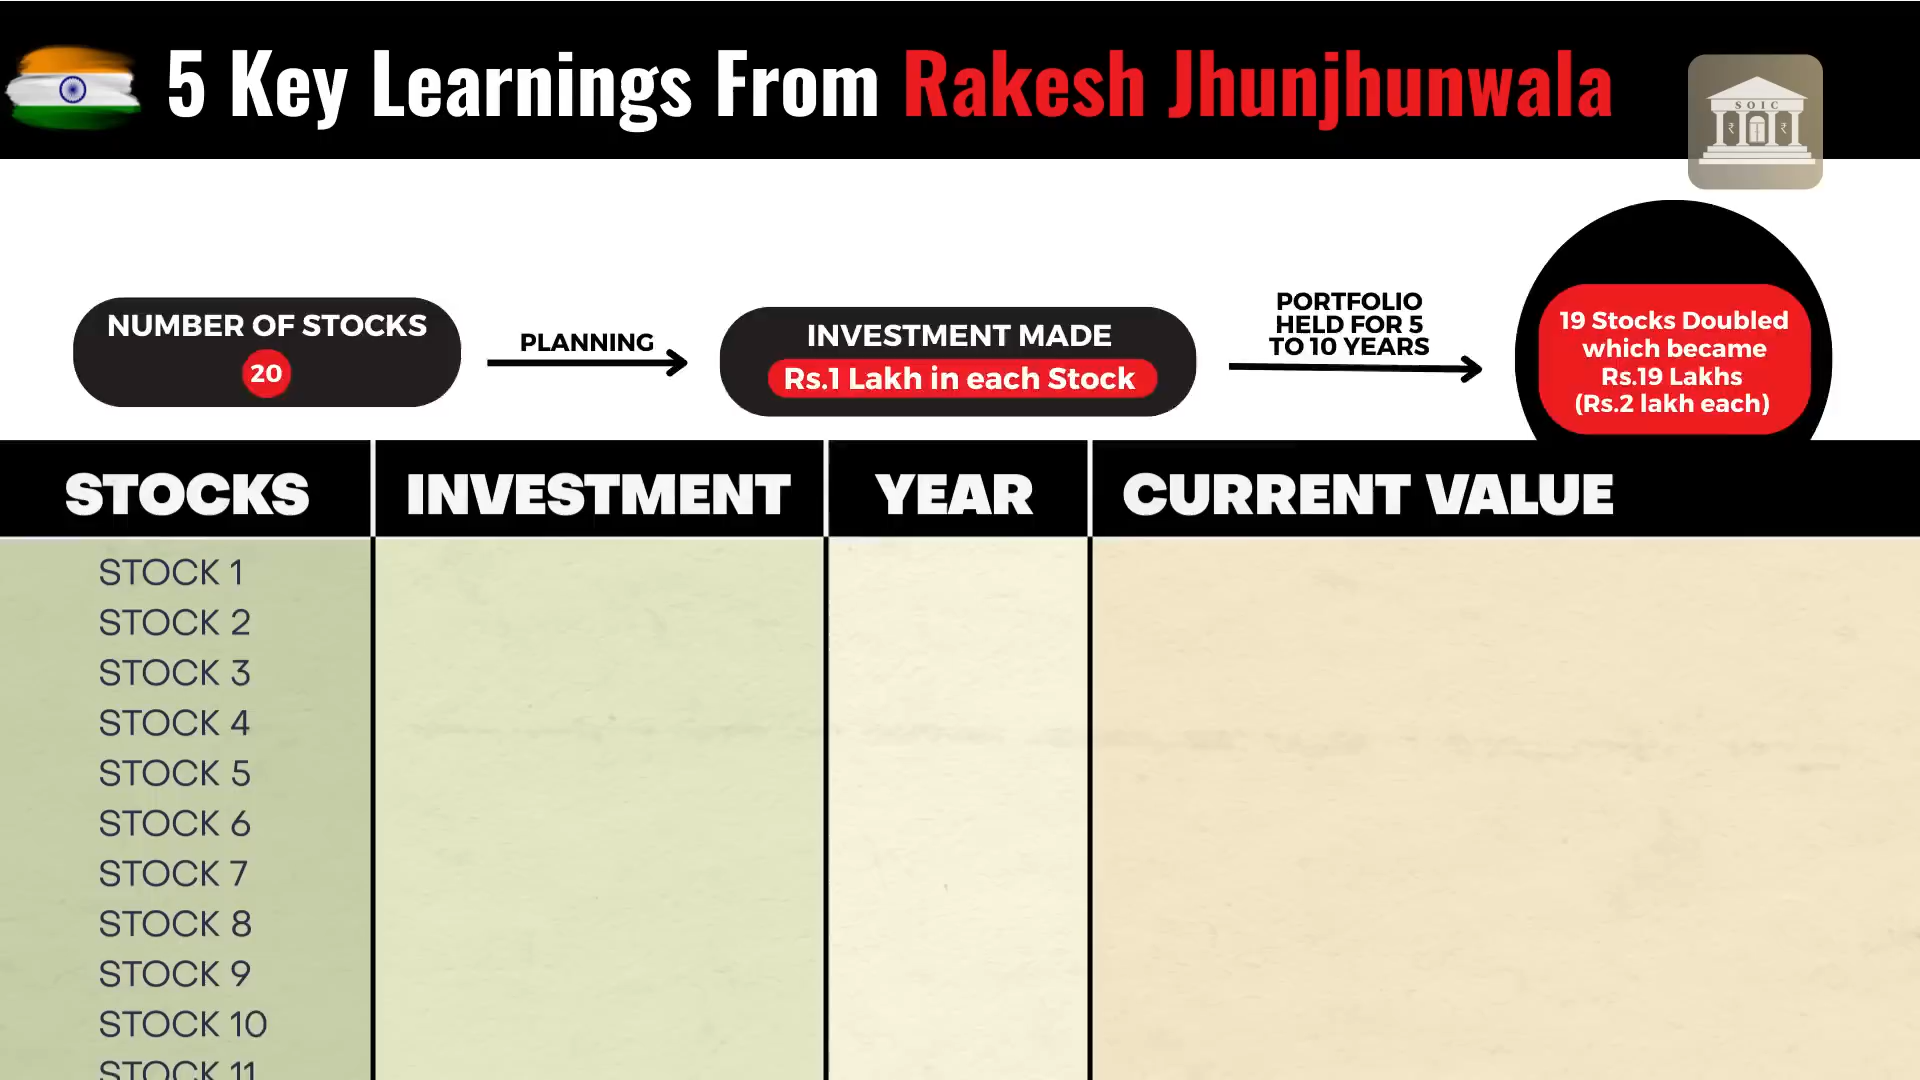 5 Key Learnings From Rakesh Jhunjhunwala
SOIC
₹ ₹
NUMBER OF STOCKS
20
PLANNING
INVESTMENT MADE
Rs.1 Lakh in each Stock
PORTFOLIO
HELD FOR 5
TO 10 YEARS
19 Stocks Doubled
which became
Rs.19 Lakhs
(Rs.2 lakh each)
STOCKS INVESTMENT YEAR CURRENT VALUE
STOCK 1
STOCK 2
STOCK 3
STOCK 4
STOCK 5
STOCK 6
STOCK 7
STOCK 8
STOCK 9
STOCK 10
STOCK 11